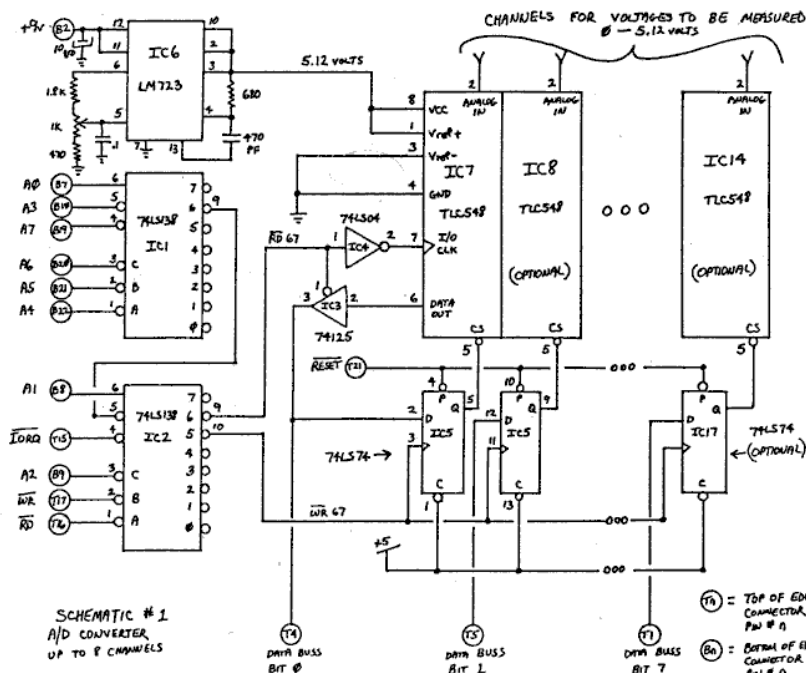 CHANNELS FOR VOLTAGES TO BE MEASURED
0 – 5.12 VOLTS
+9V
B2
12
10
11
IC6
LM723
10
2
3
5.12 VOLTS
6
1.8K
1K
470
5
.1
7
13
4
680
470
PF
2
ANALOG
IN
2
ANALOG
IN
2
ANALOG
IN
8
VCC
1
Vref+
3
Vref-
4
GND
IC7
TLC548
IC8
TLC548
(OPTIONAL)
IC14
TLC548
(OPTIONAL)
7
I/O
CLK
6
DATA
OUT
CS
5
CS
5
CS
5
A0
B7
6
A3
5
A7
B19
4
A6
B20
3
C
A5
B21
2
B
A4
B22
1
A
74LS138
IC1
7
6
9
5
4
3
2
1
0
RD 67
74LS04
1
IC4
2
1
3
IC3
2
74125
A1
B8
6
5
IORQ
T15
4
A2
B9
3
C
WR
T17
2
B
RD
T16
1
A
74LS138
IC2
7
6
9
5
10
4
3
2
1
0
RESET
T21
4
P
Q
5
2
D
3
IC5
C
1
74LS74
10
P
Q
9
12
D
11
IC5
C
13
P
D
Q
IC17
C
74LS74
(OPTIONAL)
WR 67
+5
SCHEMATIC #1
A/D CONVERTER
UP TO 8 CHANNELS
T4
DATA BUSS
BIT 0
T5
DATA BUSS
BIT 1
T1
DATA BUSS
BIT 7
Tn = TOP OF ED
CONNECTOR
PIN # n
Bn = BOTTOM OF E
CONNECTOR
PIN # n